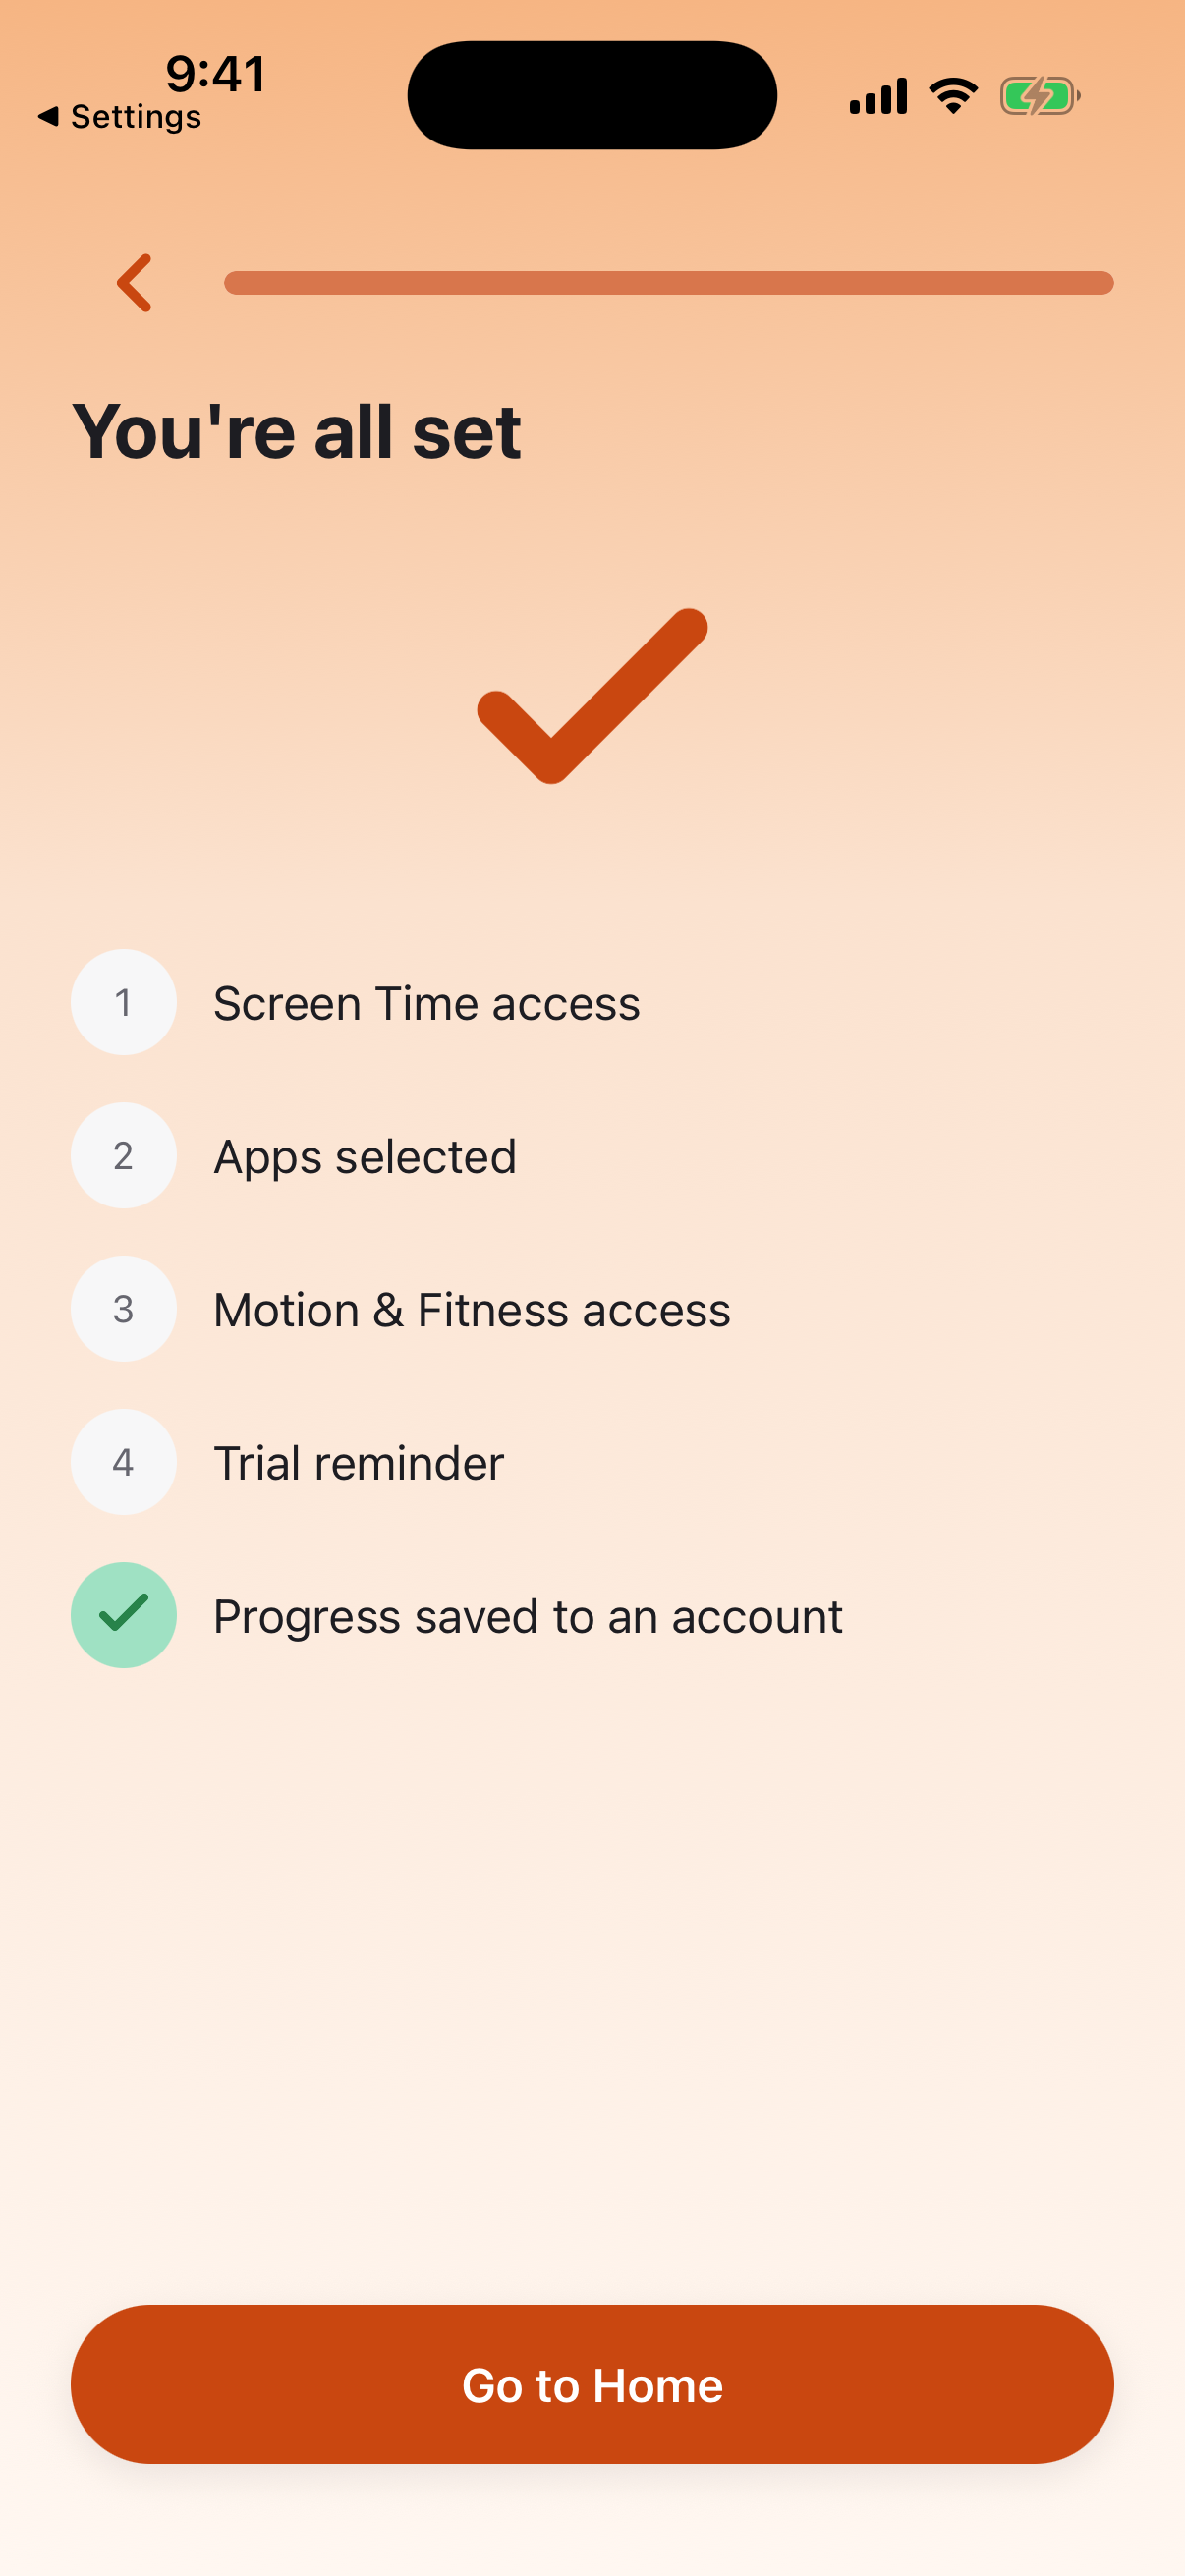 9:41
◀ Settings
You're all set
1 Screen Time access
2 Apps selected
3 Motion & Fitness access
4 Trial reminder
Progress saved to an account
Go to Home